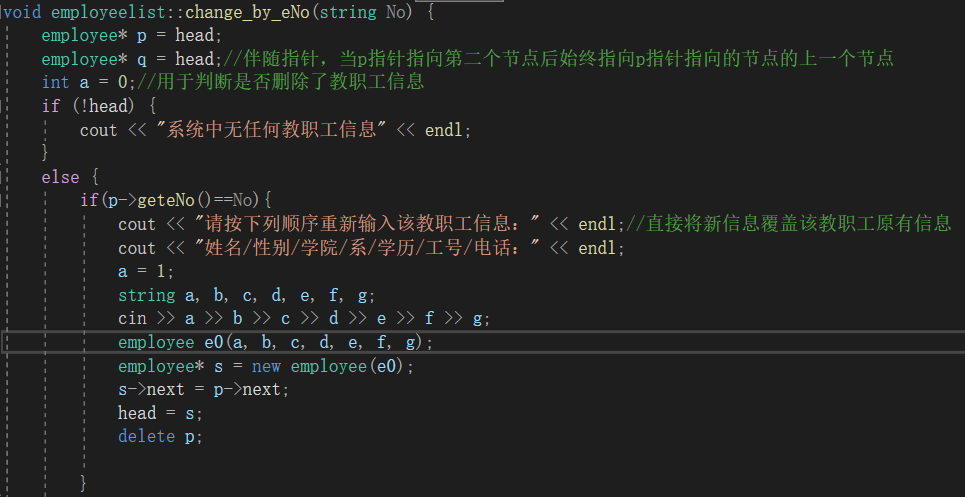 void employeelist::change_by_eNo(string No) {
employee* p = head;
employee* q = head;//伴随指针，当p指针指向第二个节点后始终指向p指针指向的节点的上一个节点
int a = 0;//用于判断是否删除了教职工信息
if (!head) {
cout << "系统中无任何教职工信息" << endl;
}
else {
if(p->geteNo()==No){
cout << "请按下列顺序重新输入该教职工信息：" << endl;//直接将新信息覆盖该教职工原有信息
cout << "姓名/性别/学院/系/学历/工号/电话：" << endl;
a = 1;
string a, b, c, d, e, f, g;
cin >> a >> b >> c >> d >> e >> f >> g;
employee e0(a, b, c, d, e, f, g);
employee* s = new employee(e0);
s->next = p->next;
head = s;
delete p;
}